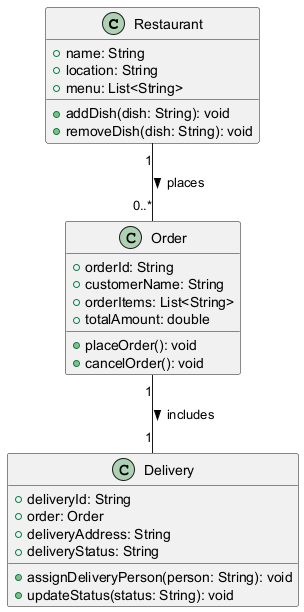 C Restaurant
name: String
location: String
menu: List<String>
addDish(dish: String): void
removeDish(dish: String): void
1
places
0..*
C Order
orderId: String
customerName: String
orderItems: List<String>
totalAmount: double
placeOrder(): void
cancelOrder(): void
1
includes
1
C Delivery
deliveryId: String
order: Order
deliveryAddress: String
deliveryStatus: String
assignDeliveryPerson(person: String): void
updateStatus(status: String): void